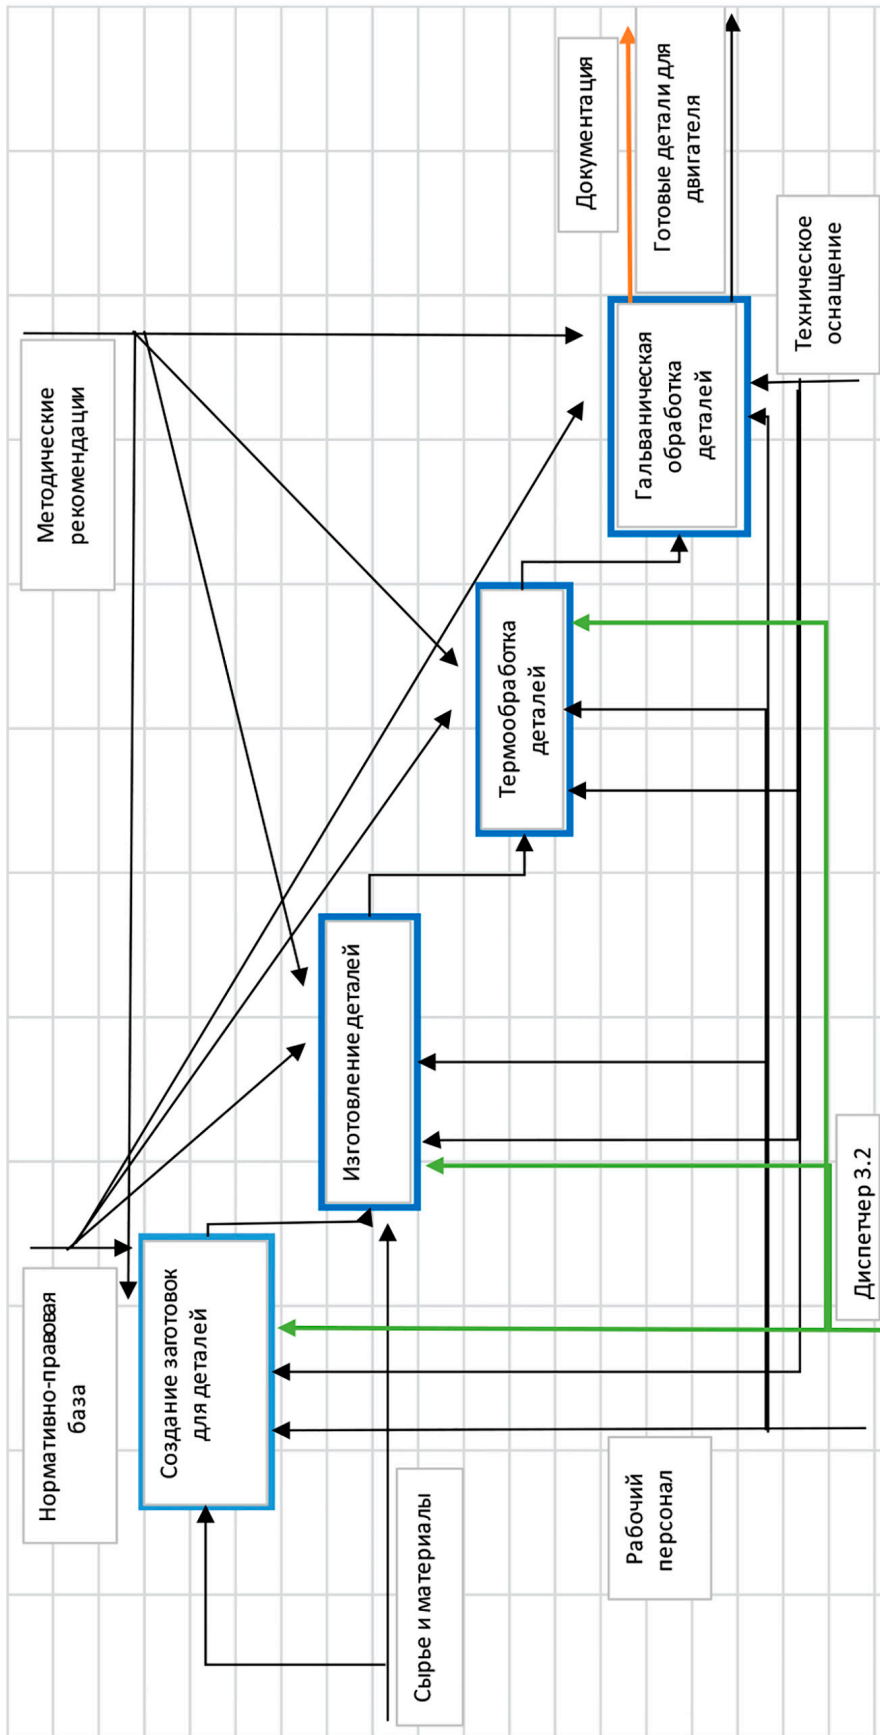 Нормативно-правовая
база
Методические
рекомендации
Создание заготовок
для деталей
Изготовление деталей
Термообработка
деталей
Гальваническая
обработка
деталей
Документация
Готовые детали для
двигателя
Сырье и материалы
Рабочий
персонал
Диспетчер 3.2
Техническое
оснащение